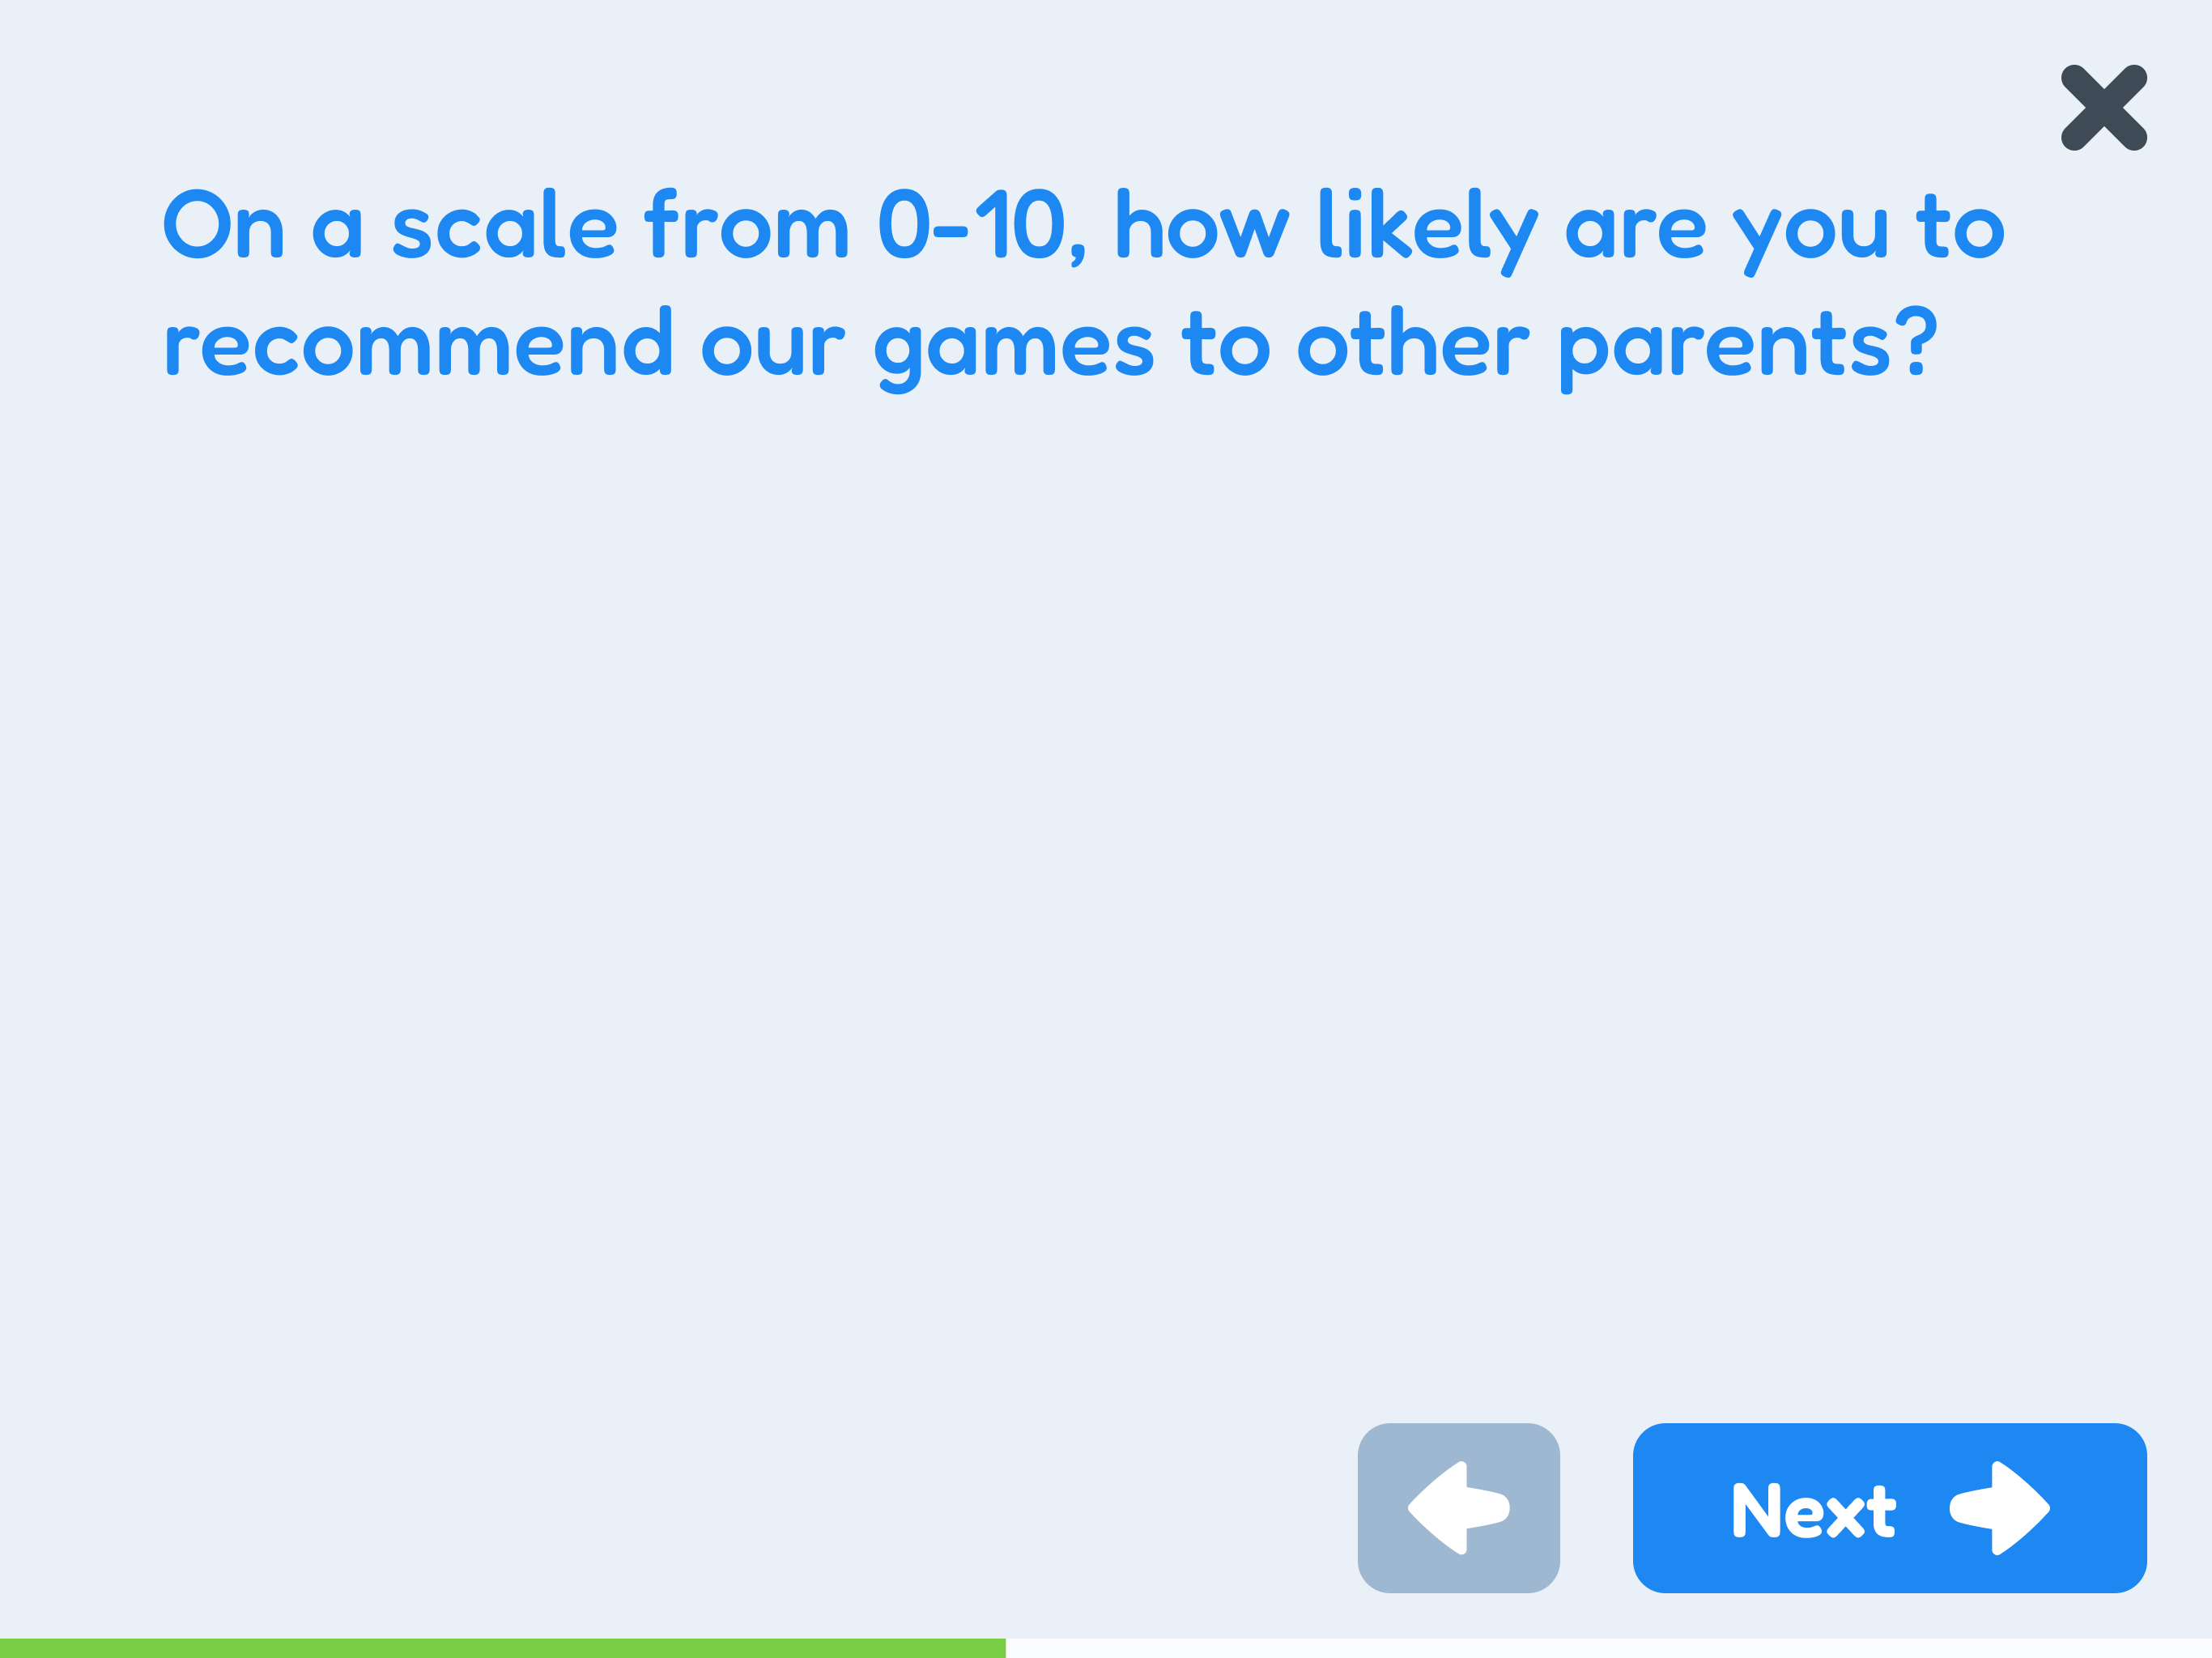 On a scale from 0-10, how likely are you to
recommend our games to other parents?
Next